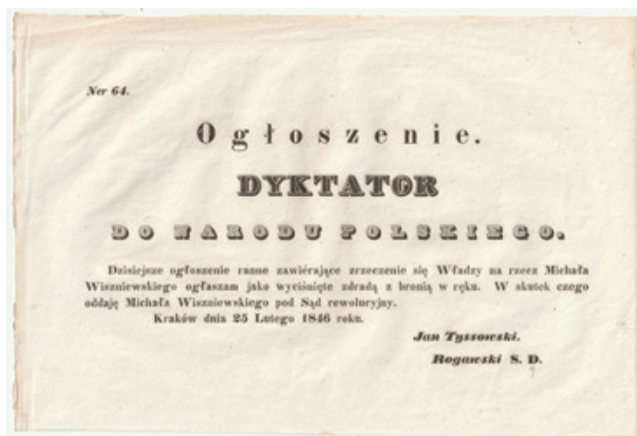 Ner 64.
Ogłoszenie.
DYKTATOR
DO NARODU POLSKIEGO.
Dzisiejsze ogłoszenie ranne zawiérające zrzeczenie się Władzy na rzecz Michała
Wiszniewskiego ogłaszam jako wyciśnięte zdradą z bronią w ręku. W skutek czego
oddaję Michała Wiszniewskiego pod Sąd rewolucyjny.
Kraków dnia 25 Lutego 1846 roku.
Jan Tyssowski.
Rogawski S. D.